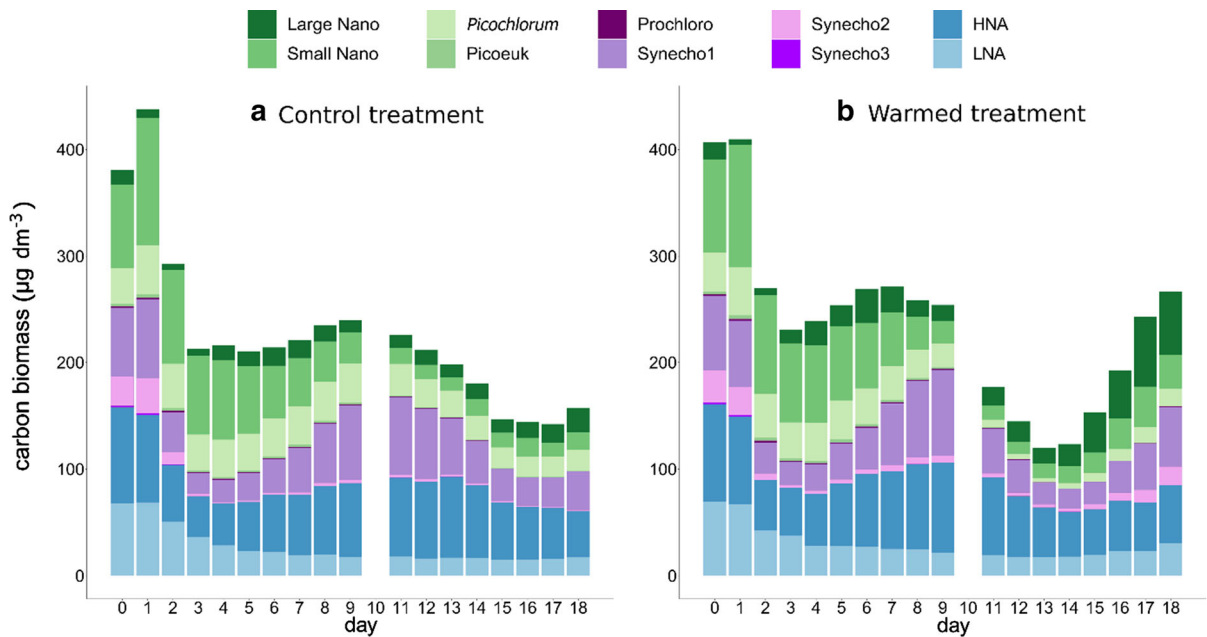 Large Nano Picochlorum Prochloro Synecho2 HNA
Small Nano Picoeuk Synecho1 Synecho3 LNA
a Control treatment
b Warmed treatment
carbon biomass (µg dm⁻³)
400
300
200
100
0
0 1 2 3 4 5 6 7 8 9 10 11 12 13 14 15 16 17 18
day
400
300
200
100
0
0 1 2 3 4 5 6 7 8 9 10 11 12 13 14 15 16 17 18
day